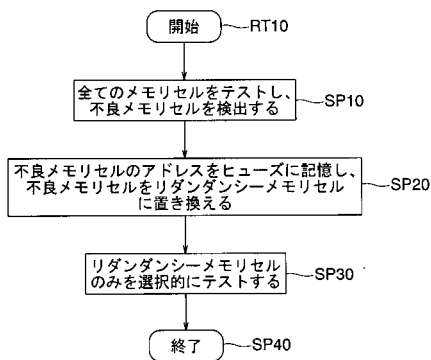 開始
RT10
全てのメモリセルをテストし、
不良メモリセルを検出する
SP10
不良メモリセルのアドレスをヒューズに記憶し、
不良メモリセルをリダンダンシーメモリセル
に置き換える
SP20
リダンダンシーメモリセル
のみを選択的にテストする
SP30
終了
SP40